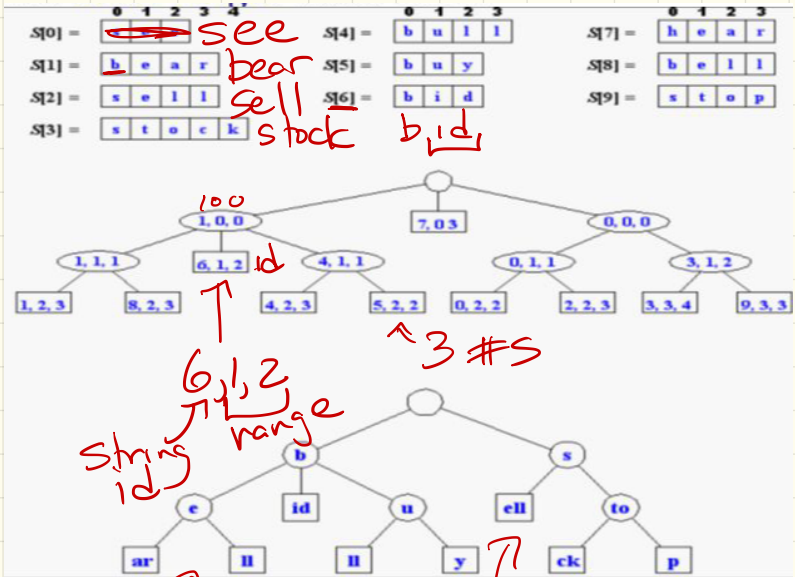 0 1 2 3 4 0 1 2 3 0 1 2 3
S[0] = see S[4] = b u l l S[7] = h e a r
S[1] = b e a r bear S[5] = b u y S[8] = b e l l
S[2] = s e l l sell S[6] = b i d S[9] = s t o p
S[3] = s t o c k stock b id
100
1, 0, 0 7, 0 3 0, 0, 0
1, 1, 1 6, 1, 2 id 4, 1, 1 0, 1, 1 3, 1, 2
1, 2, 3 8, 2, 3 4, 2, 3 5, 2, 2 0, 2, 2 2, 2, 3 3, 3, 4 9, 3, 3
3 #s
6,1,2
string id range
b s
e id u ell to
ar ll ll y ck p